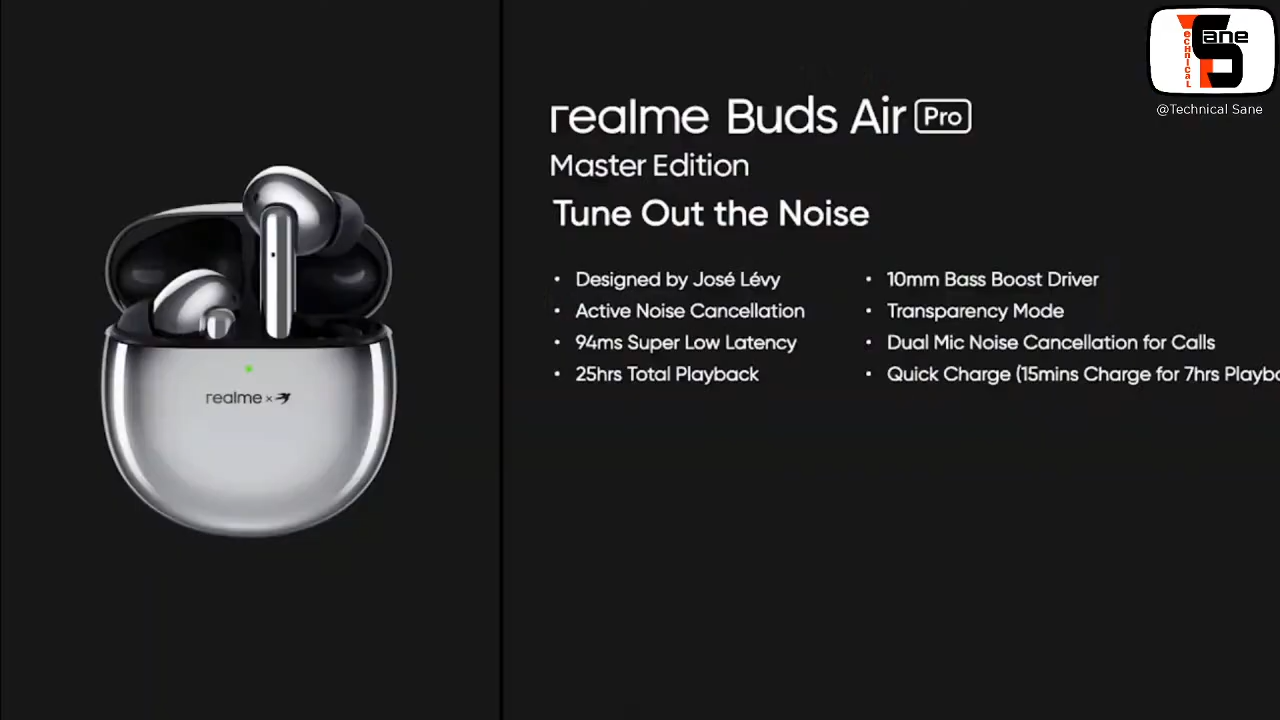 Technical Sane
@Technical Sane
realme Buds Air Pro
Master Edition
Tune Out the Noise
• Designed by José Lévy
• Active Noise Cancellation
• 94ms Super Low Latency
• 25hrs Total Playback
• 10mm Bass Boost Driver
• Transparency Mode
• Dual Mic Noise Cancellation for Calls
• Quick Charge (15mins Charge for 7hrs
realme ×